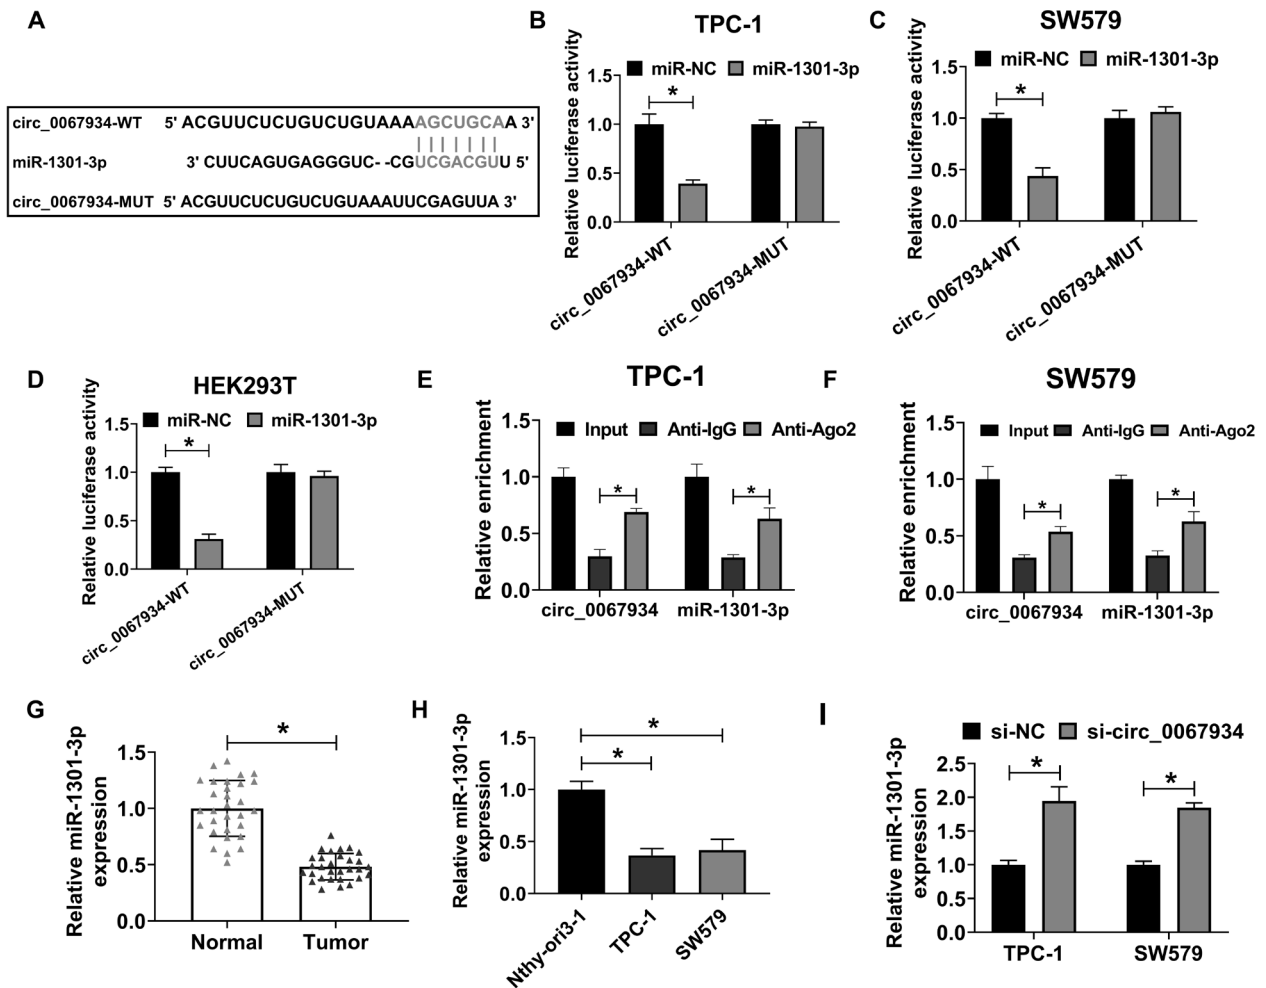 A
circ_0067934-WT 5' ACGUUCUCUGUCUGUAAAAGCUGCAA 3'
miR-1301-3p 3' CUUCAGUGAGGGUC- -CGUCGACGUU 5'
circ_0067934-MUT 5' ACGUUCUCUGUCUGUAAAUUCGAGUUA 3'
B
TPC-1
miR-NC miR-1301-3p
Relative luciferase activity
1.5
1.0
0.5
0.0
*
circ_0067934-WT
circ_0067934-MUT
C
SW579
miR-NC miR-1301-3p
Relative luciferase activity
1.5
1.0
0.5
0.0
*
circ_0067934-WT
circ_0067934-MUT
D
HEK293T
miR-NC miR-1301-3p
Relative luciferase activity
1.5
1.0
0.5
0.0
*
circ_0067934-WT
circ_0067934-MUT
E
TPC-1
Input Anti-IgG Anti-Ago2
Relative enrichment
1.5
1.0
0.5
0.0
* *
circ_0067934 miR-1301-3p
F
SW579
Input Anti-IgG Anti-Ago2
Relative enrichment
1.5
1.0
0.5
0.0
* *
circ_0067934 miR-1301-3p
G
Relative miR-1301-3p
expression
1.5
1.0
0.5
0.0
*
Normal Tumor
H
Relative miR-1301-3p
expression
1.5
1.0
0.5
0.0
*
*
Nthy-ori3-1
TPC-1
SW579
I
si-NC si-circ_0067934
Relative miR-1301-3p
expression
2.5
2.0
1.5
1.0
0.5
0.0
* *
TPC-1 SW579